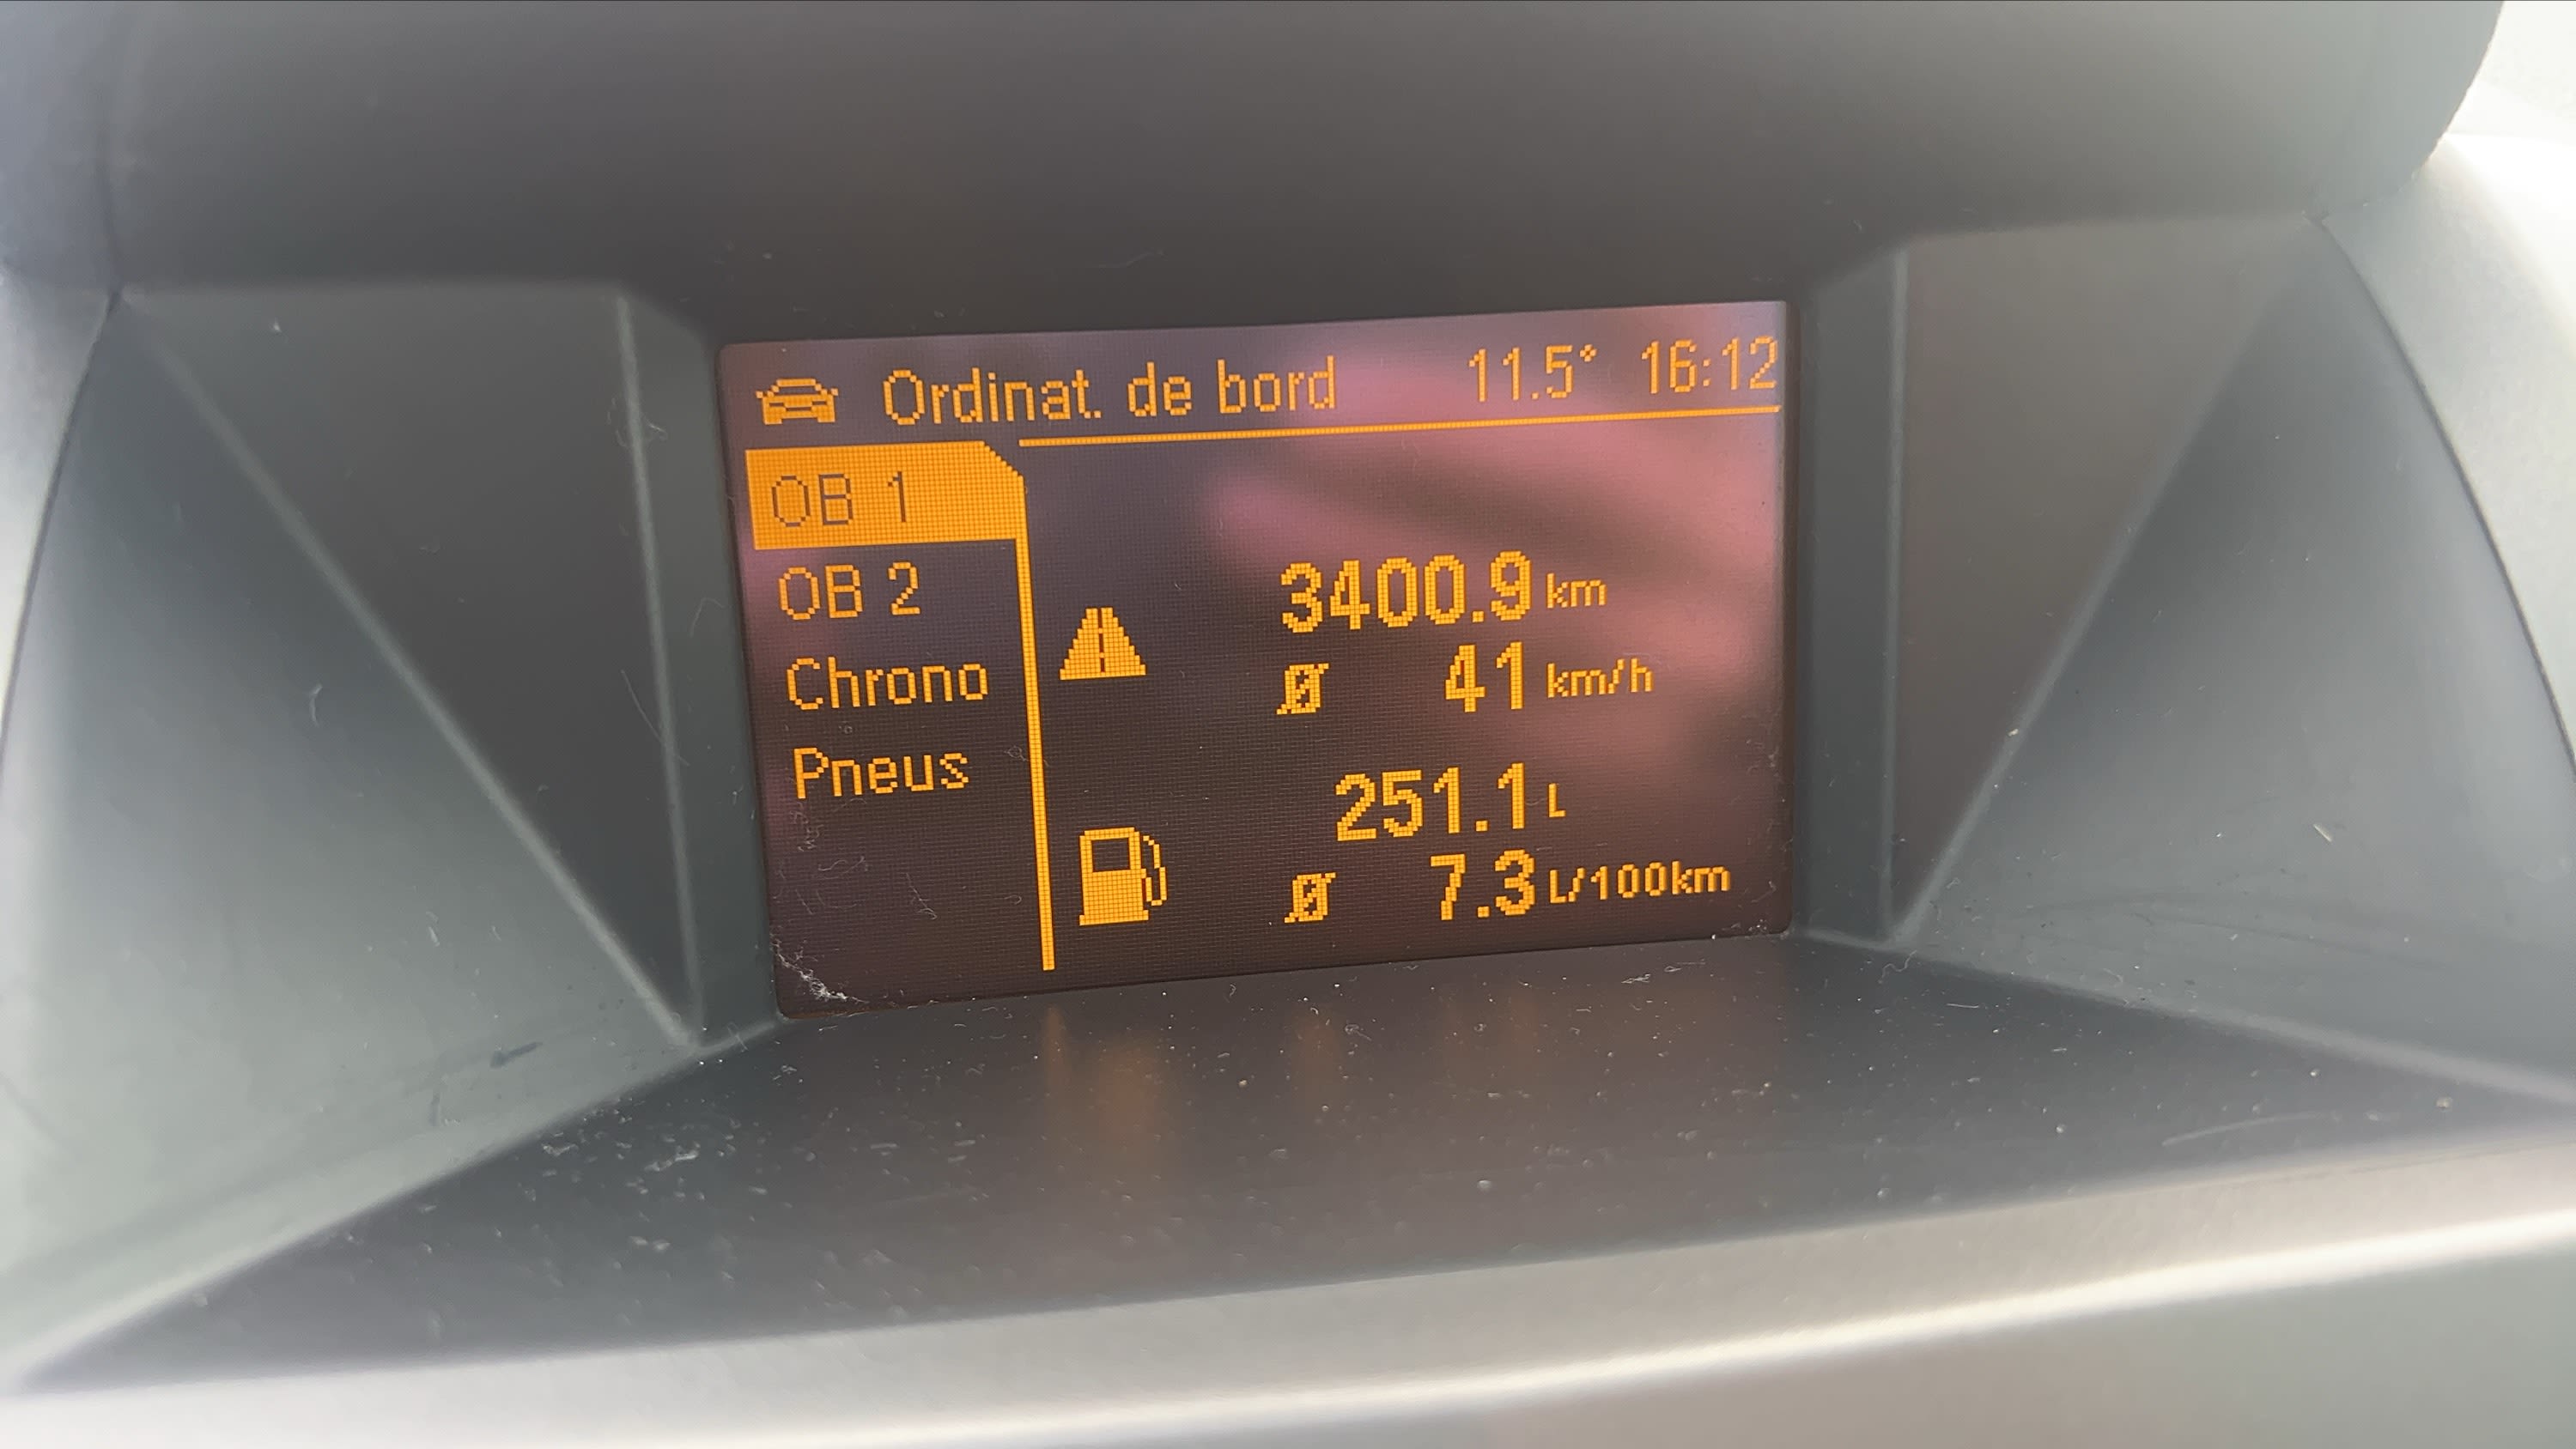 Ordinat. de bord 11.5° 16:12
OB 1
OB 2
Chrono
Pneus
3400.9 km
Ø 41 km/h
251.1 L
Ø 7.3 L/100km